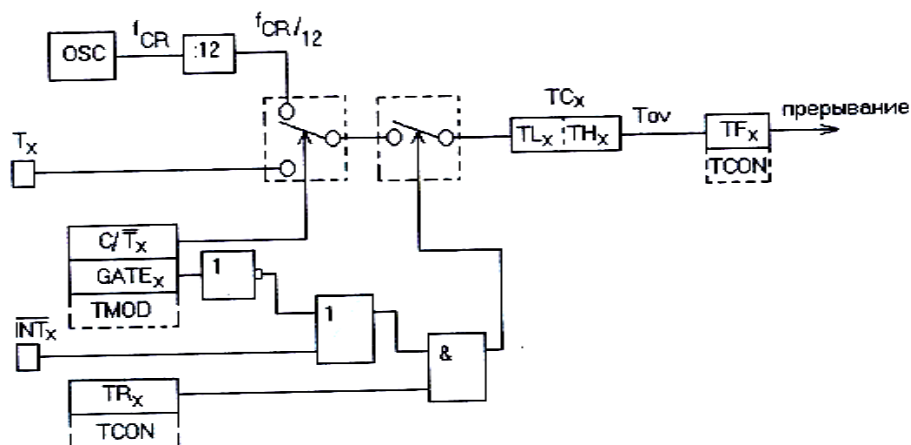 OSC
f_CR
:12
f_CR/12
T_X
TC_X
TL_X TH_X
Tov
TF_X
TCON
прерывание
C/T̅_X
GATE_X
TMOD
1
1
I̅N̅T̅_X̅
&
TR_X
TCON